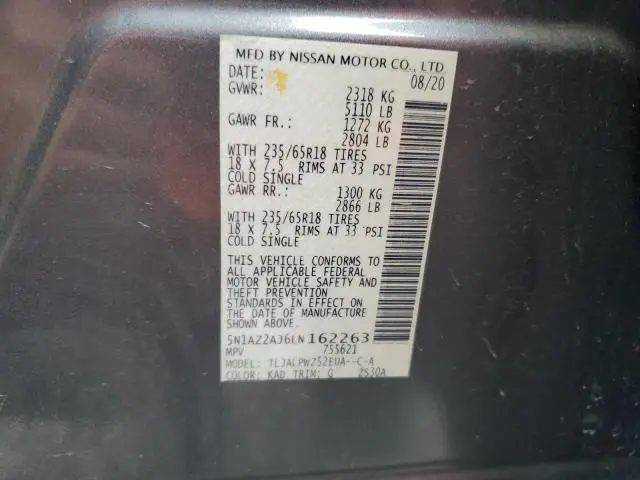 MFD BY NISSAN MOTOR CO., LTD
DATE: 08/20
GVWR: 2318 KG
5110 LB
GAWR FR.: 1272 KG
2804 LB
WITH 235/65R18 TIRES
18 X 7.5 RIMS AT 33 PSI
COLD SINGLE
GAWR RR.: 1300 KG
2866 LB
WITH 235/65R18 TIRES
18 X 7.5 RIMS AT 33 PSI
COLD SINGLE
THIS VEHICLE CONFORMS TO
ALL APPLICABLE FEDERAL
MOTOR VEHICLE SAFETY AND
THEFT PREVENTION
STANDARDS IN EFFECT ON
THE DATE OF MANUFACTURE
SHOWN ABOVE.
5N1AZ2AJ6LN162263
MPV 755621
MODEL: TLJALPWZ52EUA--C-A
COLOR: KAD TRIM: G 2530A